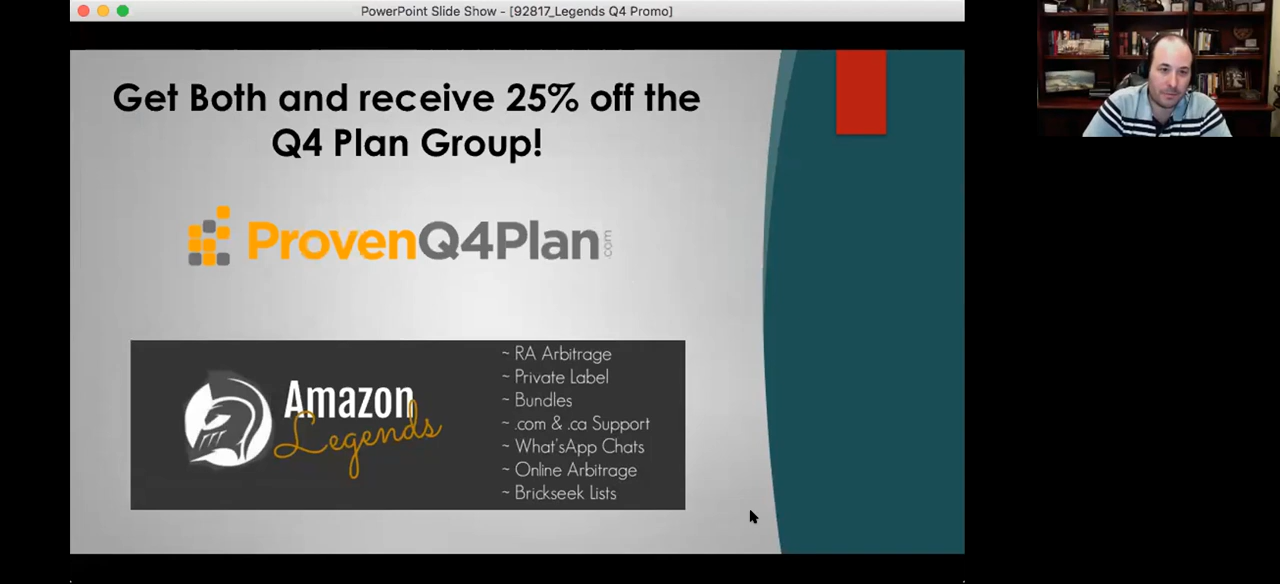 PowerPoint Slide Show - [92817_Legends Q4 Promo]
Get Both and receive 25% off the
Q4 Plan Group!
ProvenQ4Plan.com
Amazon
Legends
~ RA Arbitrage
~ Private Label
~ Bundles
~ .com & .ca Support
~ What'sApp Chats
~ Online Arbitrage
~ Brickseek Lists